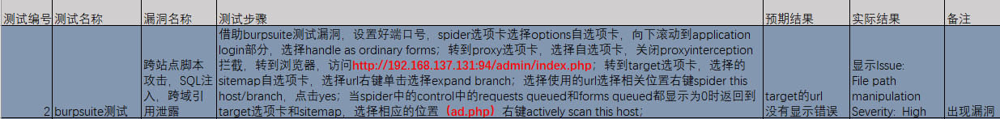 测试编号 测试名称 漏洞名称 测试步骤 预期结果 实际结果 备注
借助burpsuite测试漏洞，设置好端口号，spider选项卡选择options自选项卡，向下滚动到application
login部分，选择handle as ordinary forms；转到proxy选项卡，选择自选项卡，关闭proxyinterception
拦截，转到浏览器，访问http://192.168.137.131:94/admin/index.php；转到target选项卡，选择的
sitemap自选项卡，选择url右键单击选择expand branch；选择使用的url选择相关位置右键spider this
host/branch，点击yes；当spider中的control中的requests queued和forms queued都显示为0时返回到
target选项卡和sitemap，选择相应的位置（ad.php）右键actively scan this host；
2 burpsuite测试
跨站点脚本
攻击，SQL注
入，跨域引
用泄露
target的url
没有显示错误
显示Issue:
File path
manipulation
Severity: High
出现漏洞